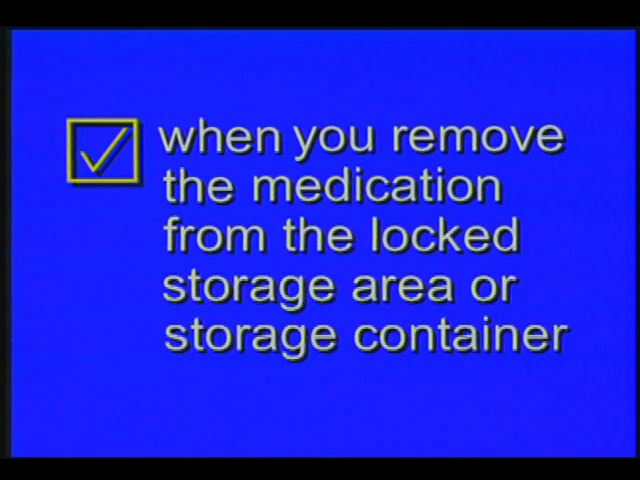 when you remove
the medication
from the locked
storage area or
storage container